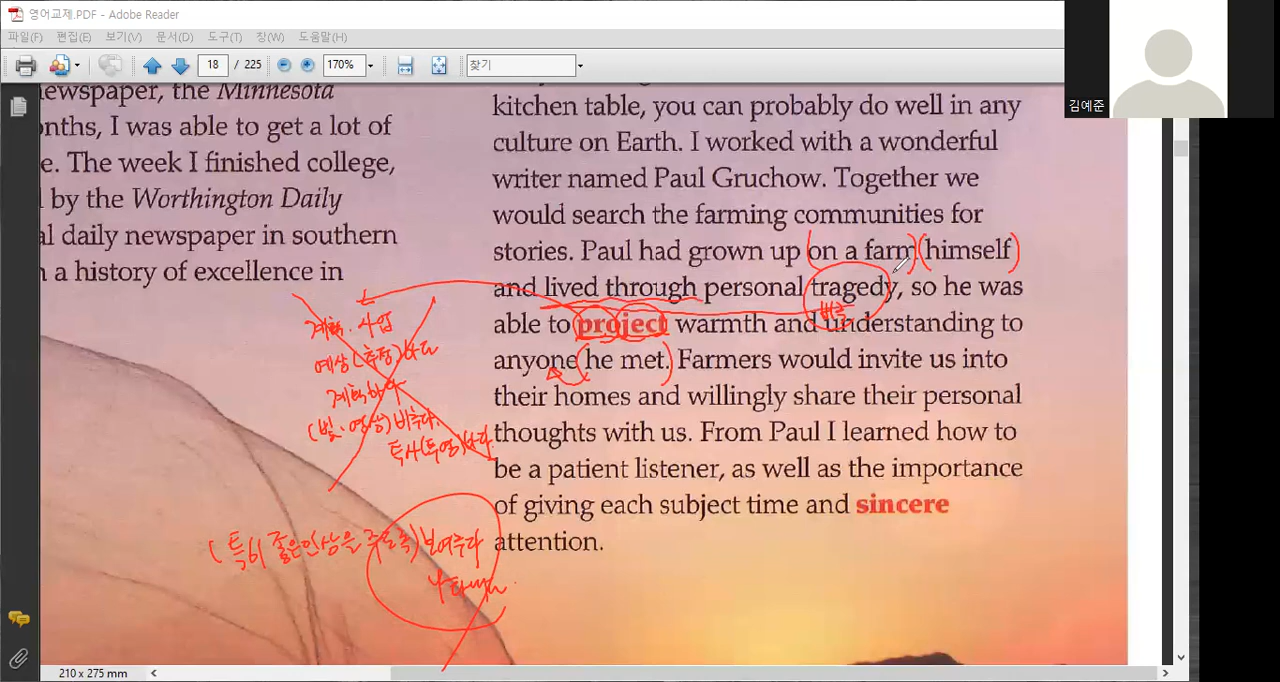 영어교제.PDF - Adobe Reader
파일(F) 편집(E) 보기(V) 문서(D) 도구(T) 창(W) 도움말(H)
18 / 225 170% 찾기
김예준
ewspaper, the Minnesota
onths, I was able to get a lot of
e. The week I finished college,
l by the Worthington Daily
al daily newspaper in southern
n a history of excellence in
kitchen table, you can probably do well in any
culture on Earth. I worked with a wonderful
writer named Paul Gruchow. Together we
would search the farming communities for
stories. Paul had grown up on a farm himself
and lived through personal tragedy, so he was
able to project warmth and understanding to
anyone he met. Farmers would invite us into
their homes and willingly share their personal
thoughts with us. From Paul I learned how to
be a patient listener, as well as the importance
of giving each subject time and sincere
attention.
비극
계획. 사업
예상(추정)하다
계획하다
(빛·영상)비추다.
투사(투영)하다.
(특히 좋은인상을 주도록)보여주다
나타내다.
210 x 275 mm